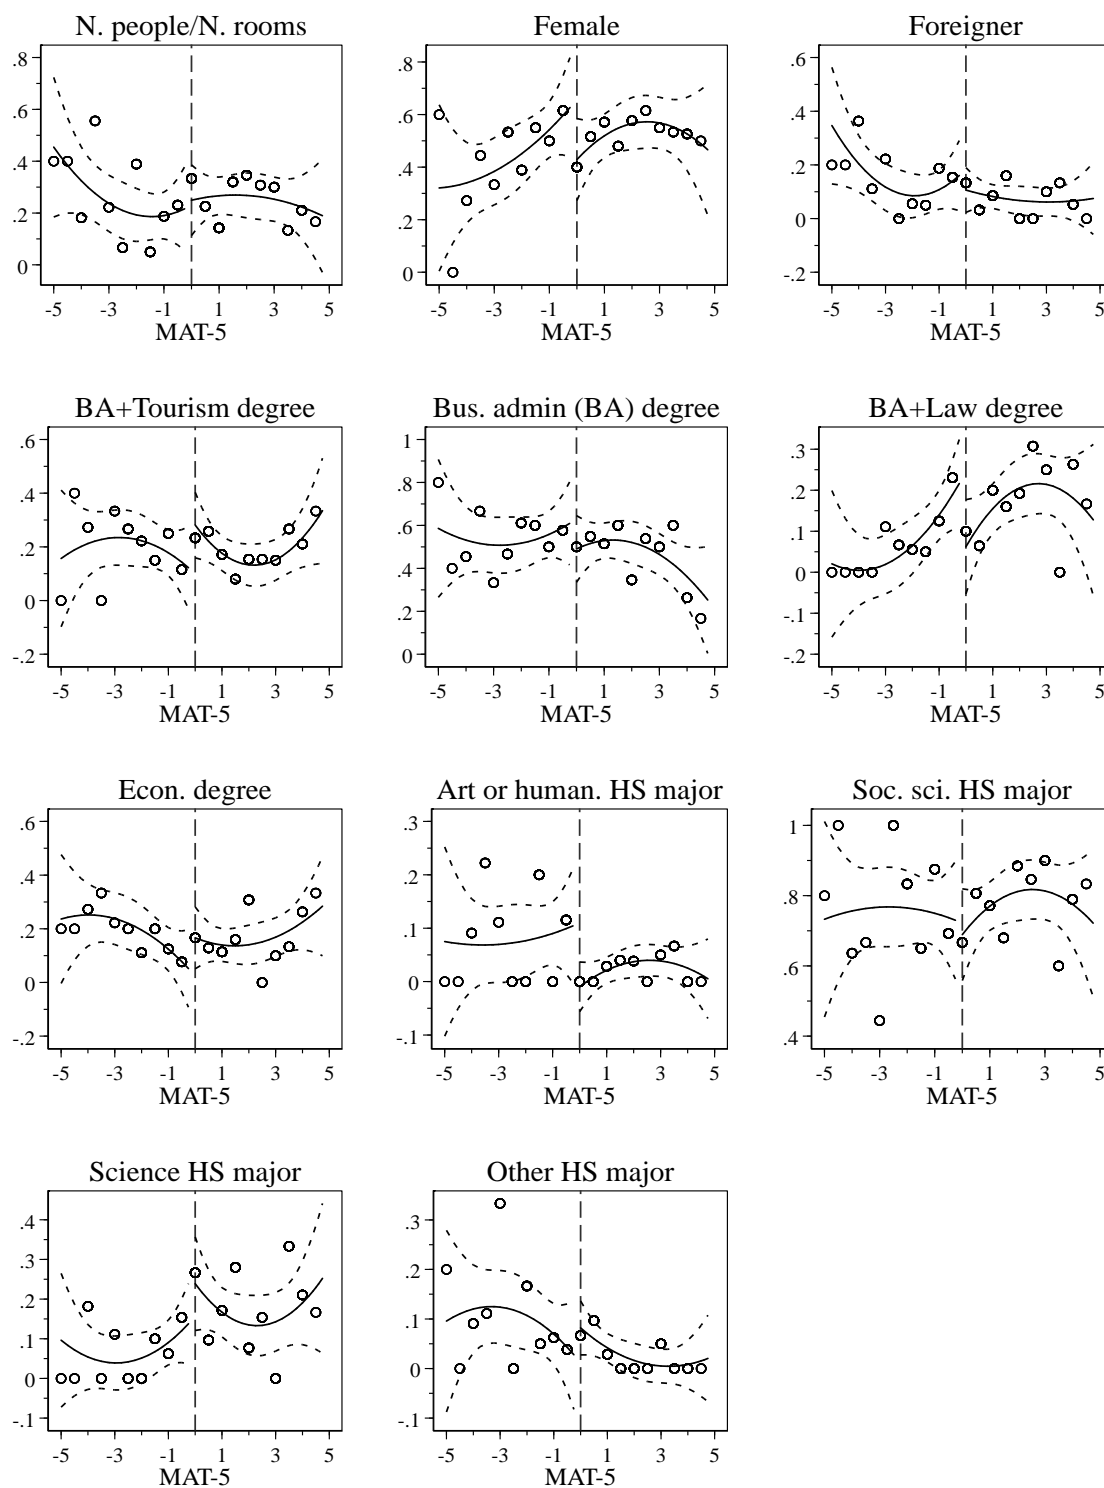 N. people/N. rooms
.8
.6
.4
.2
0
-5 -3 -1 1 3 5
MAT-5
Female
.8
.6
.4
.2
0
-5 -3 -1 1 3 5
MAT-5
Foreigner
.6
.4
.2
0
-.2
-5 -3 -1 1 3 5
MAT-5
BA+Tourism degree
.6
.4
.2
0
-.2
-5 -3 -1 1 3 5
MAT-5
Bus. admin (BA) degree
1
.8
.6
.4
.2
0
-5 -3 -1 1 3 5
MAT-5
BA+Law degree
.3
.2
.1
0
-.1
-.2
-5 -3 -1 1 3 5
MAT-5
Econ. degree
.6
.4
.2
0
-.2
-5 -3 -1 1 3 5
MAT-5
Art or human. HS major
.3
.2
.1
0
-.1
-5 -3 -1 1 3 5
MAT-5
Soc. sci. HS major
1
.8
.6
.4
-5 -3 -1 1 3 5
MAT-5
Science HS major
.4
.3
.2
.1
0
-.1
-5 -3 -1 1 3 5
MAT-5
Other HS major
.3
.2
.1
0
-.1
-5 -3 -1 1 3 5
MAT-5